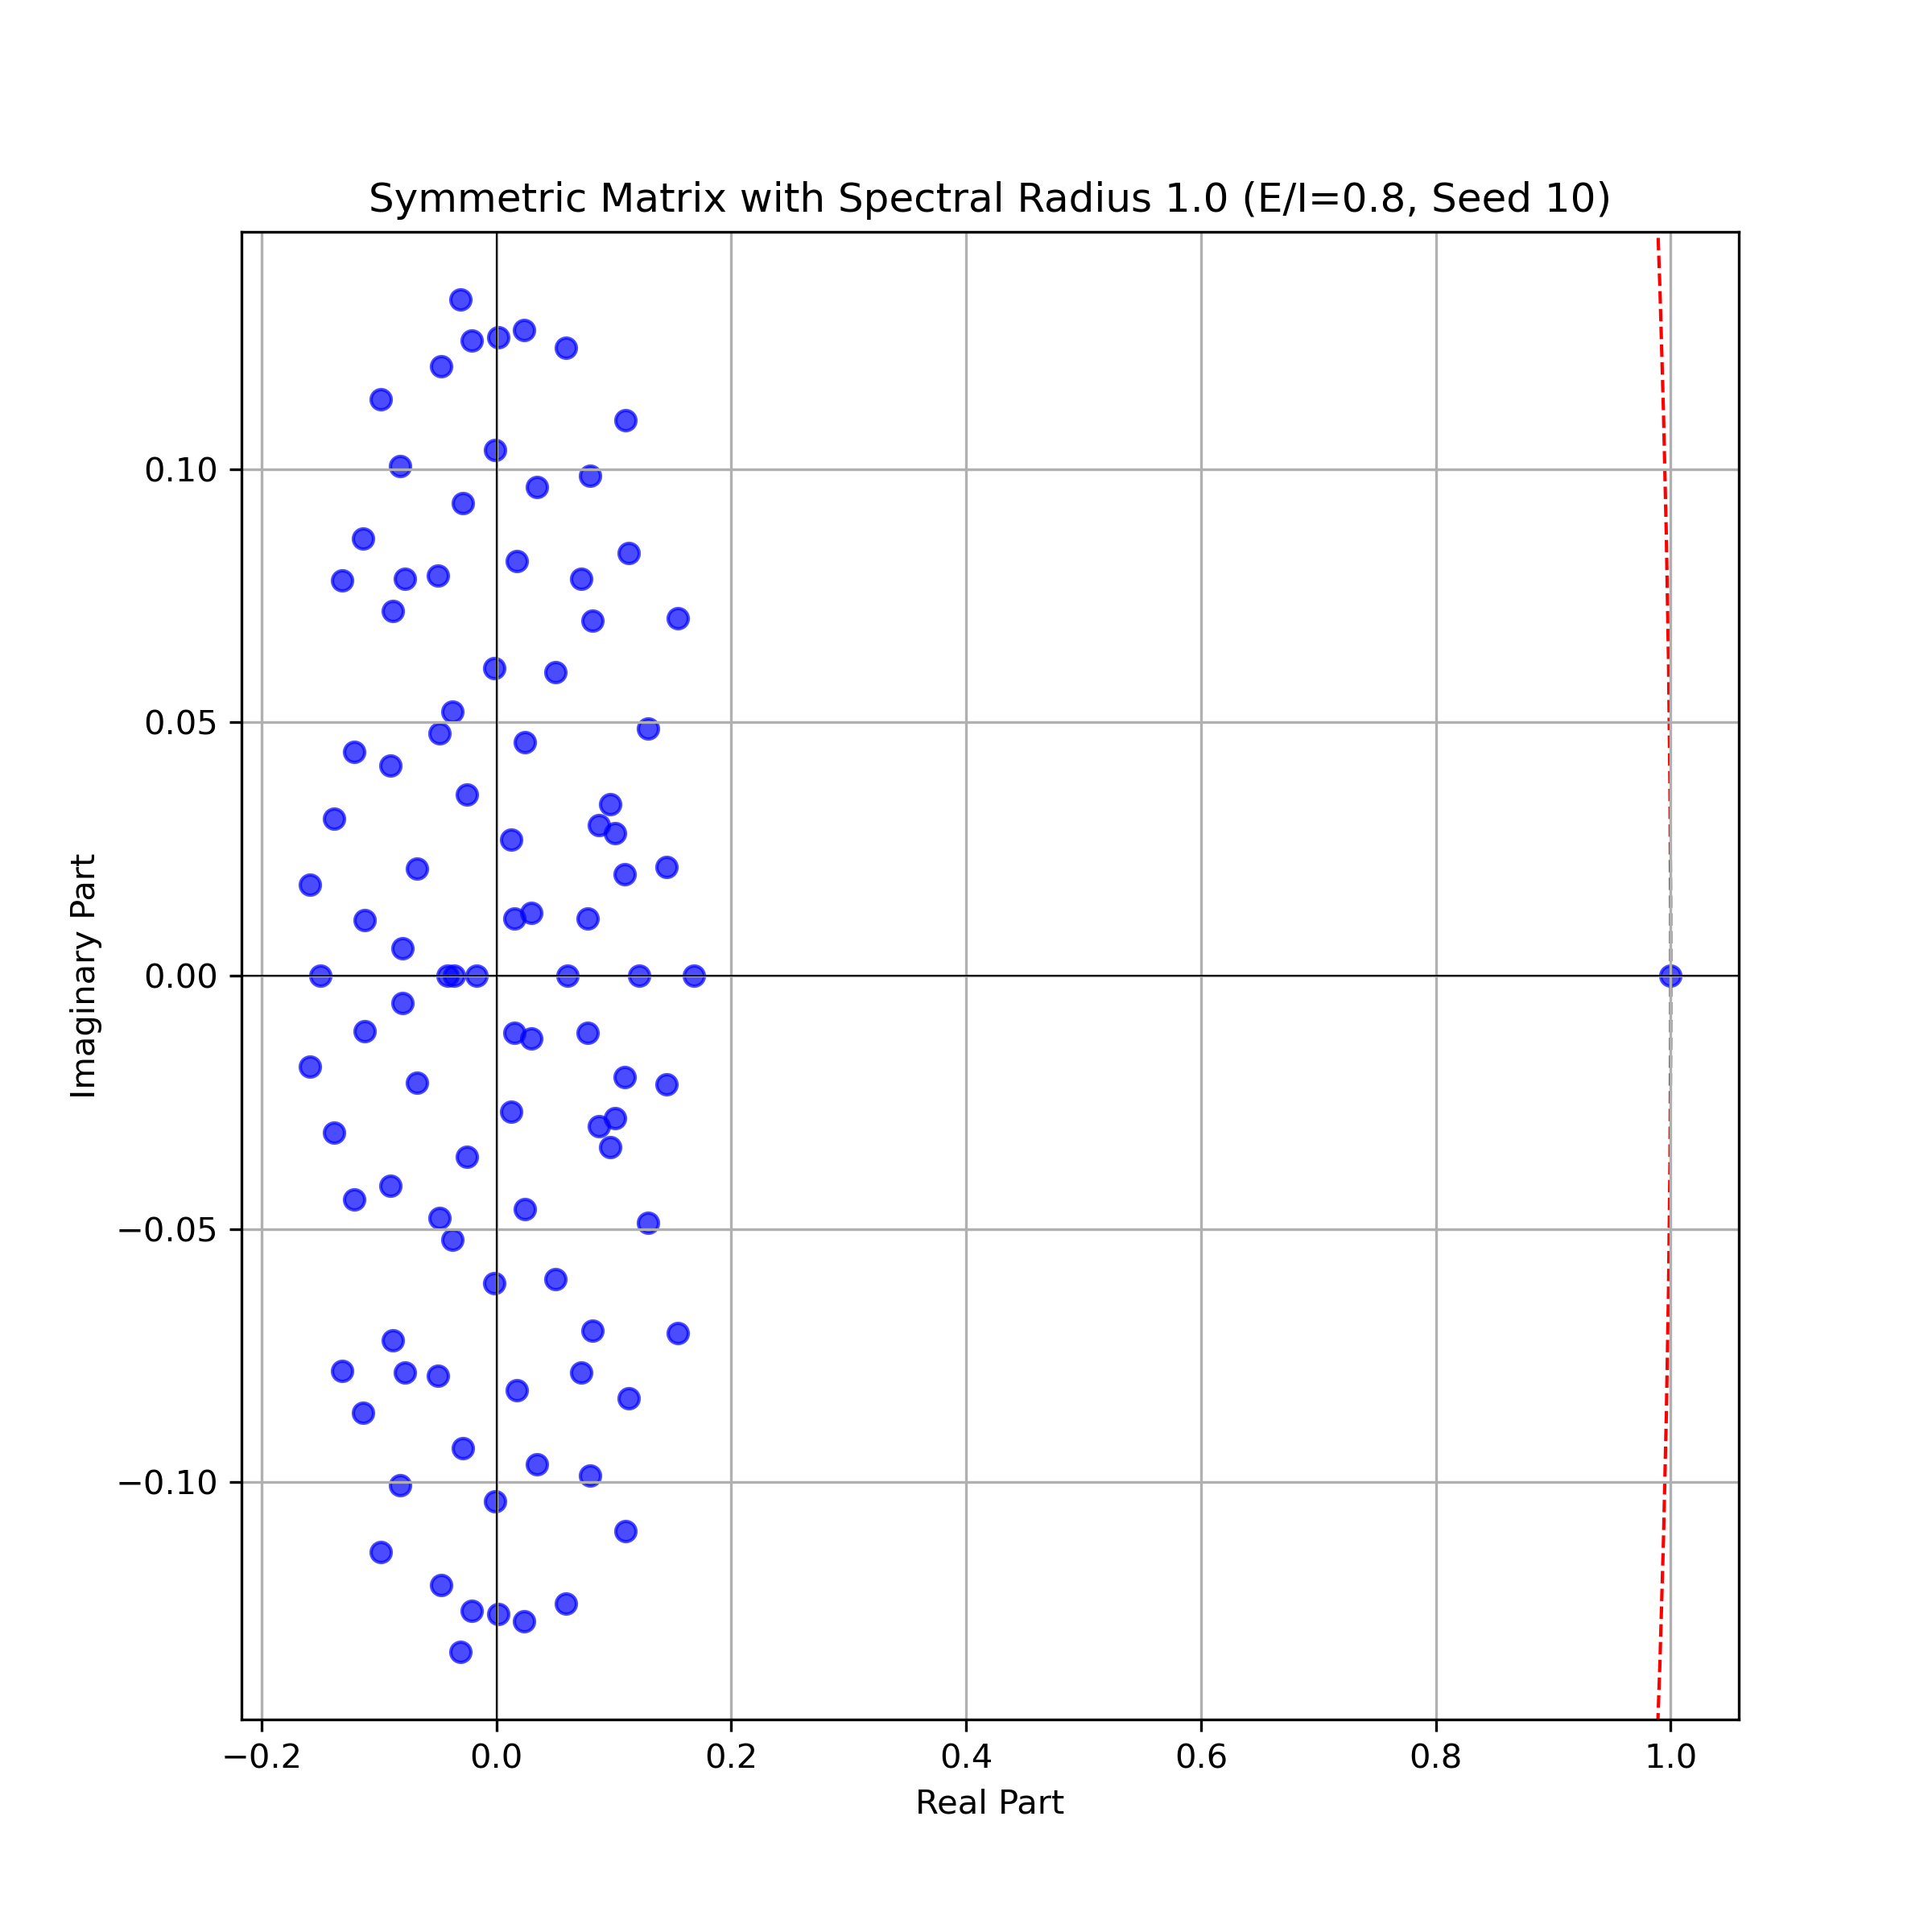 Symmetric Matrix with Spectral Radius 1.0 (E/I=0.8, Seed 10)
Imaginary Part
0.10
0.05
0.00
−0.05
−0.10
−0.2 0.0 0.2 0.4 0.6 0.8 1.0
Real Part